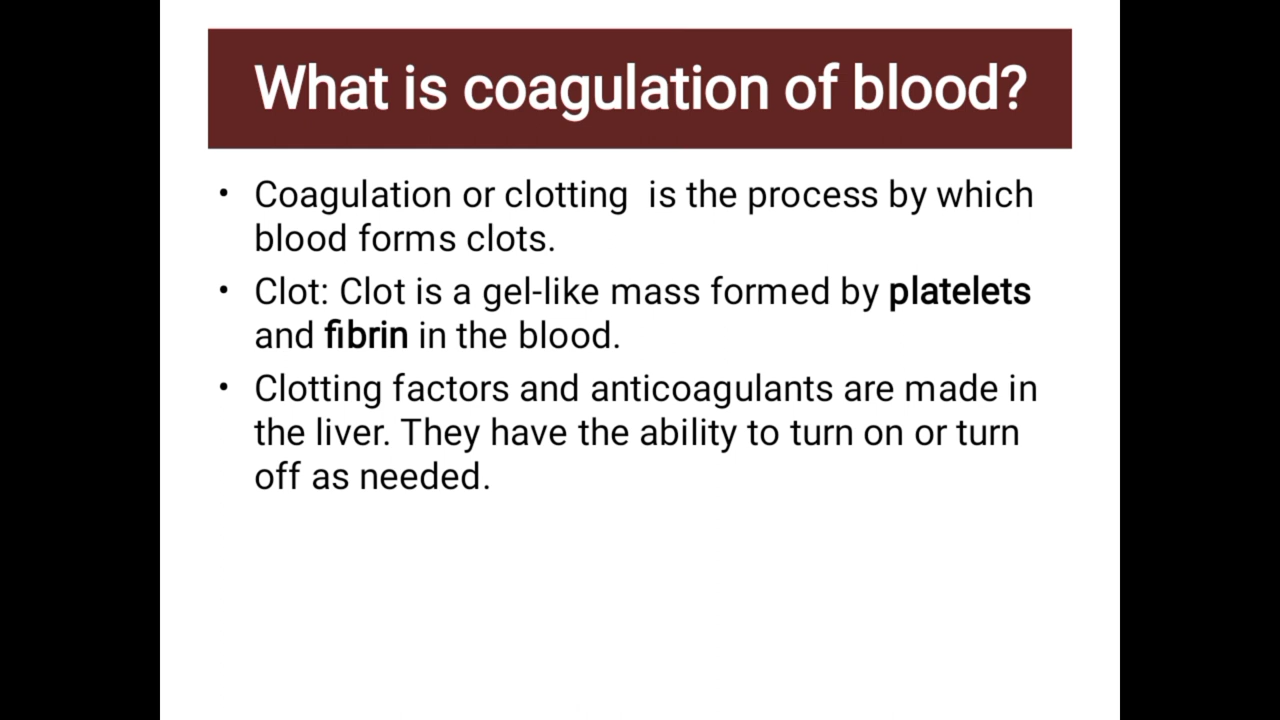 What is coagulation of blood?
• Coagulation or clotting  is the process by which
blood forms clots.
• Clot: Clot is a gel-like mass formed by platelets
and fibrin in the blood.
• Clotting factors and anticoagulants are made in
the liver. They have the ability to turn on or turn
off as needed.